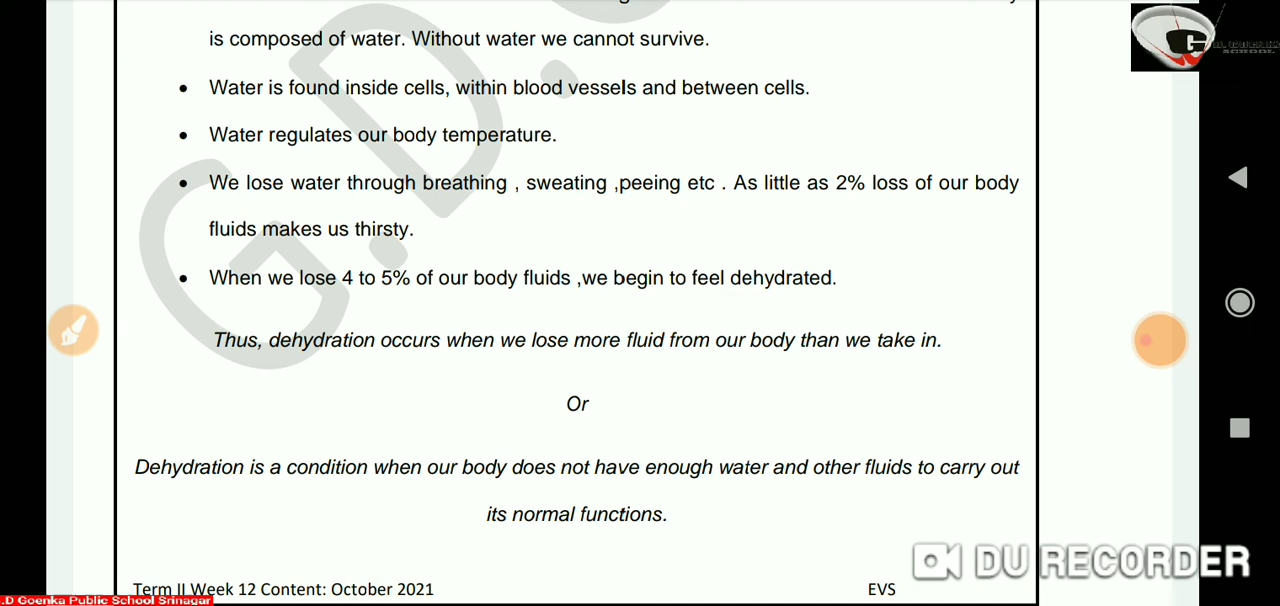 is composed of water. Without water we cannot survive.
• Water is found inside cells, within blood vessels and between cells.
• Water regulates our body temperature.
• We lose water through breathing , sweating ,peeing etc . As little as 2% loss of our body
fluids makes us thirsty.
• When we lose 4 to 5% of our body fluids ,we begin to feel dehydrated.
Thus, dehydration occurs when we lose more fluid from our body than we take in.
Or
Dehydration is a condition when our body does not have enough water and other fluids to carry out
its normal functions.
DU RECORDER
Term II Week 12 Content: October 2021 EVS
.D Goenka Public School Srinagar
G.D.G
SCHOOL